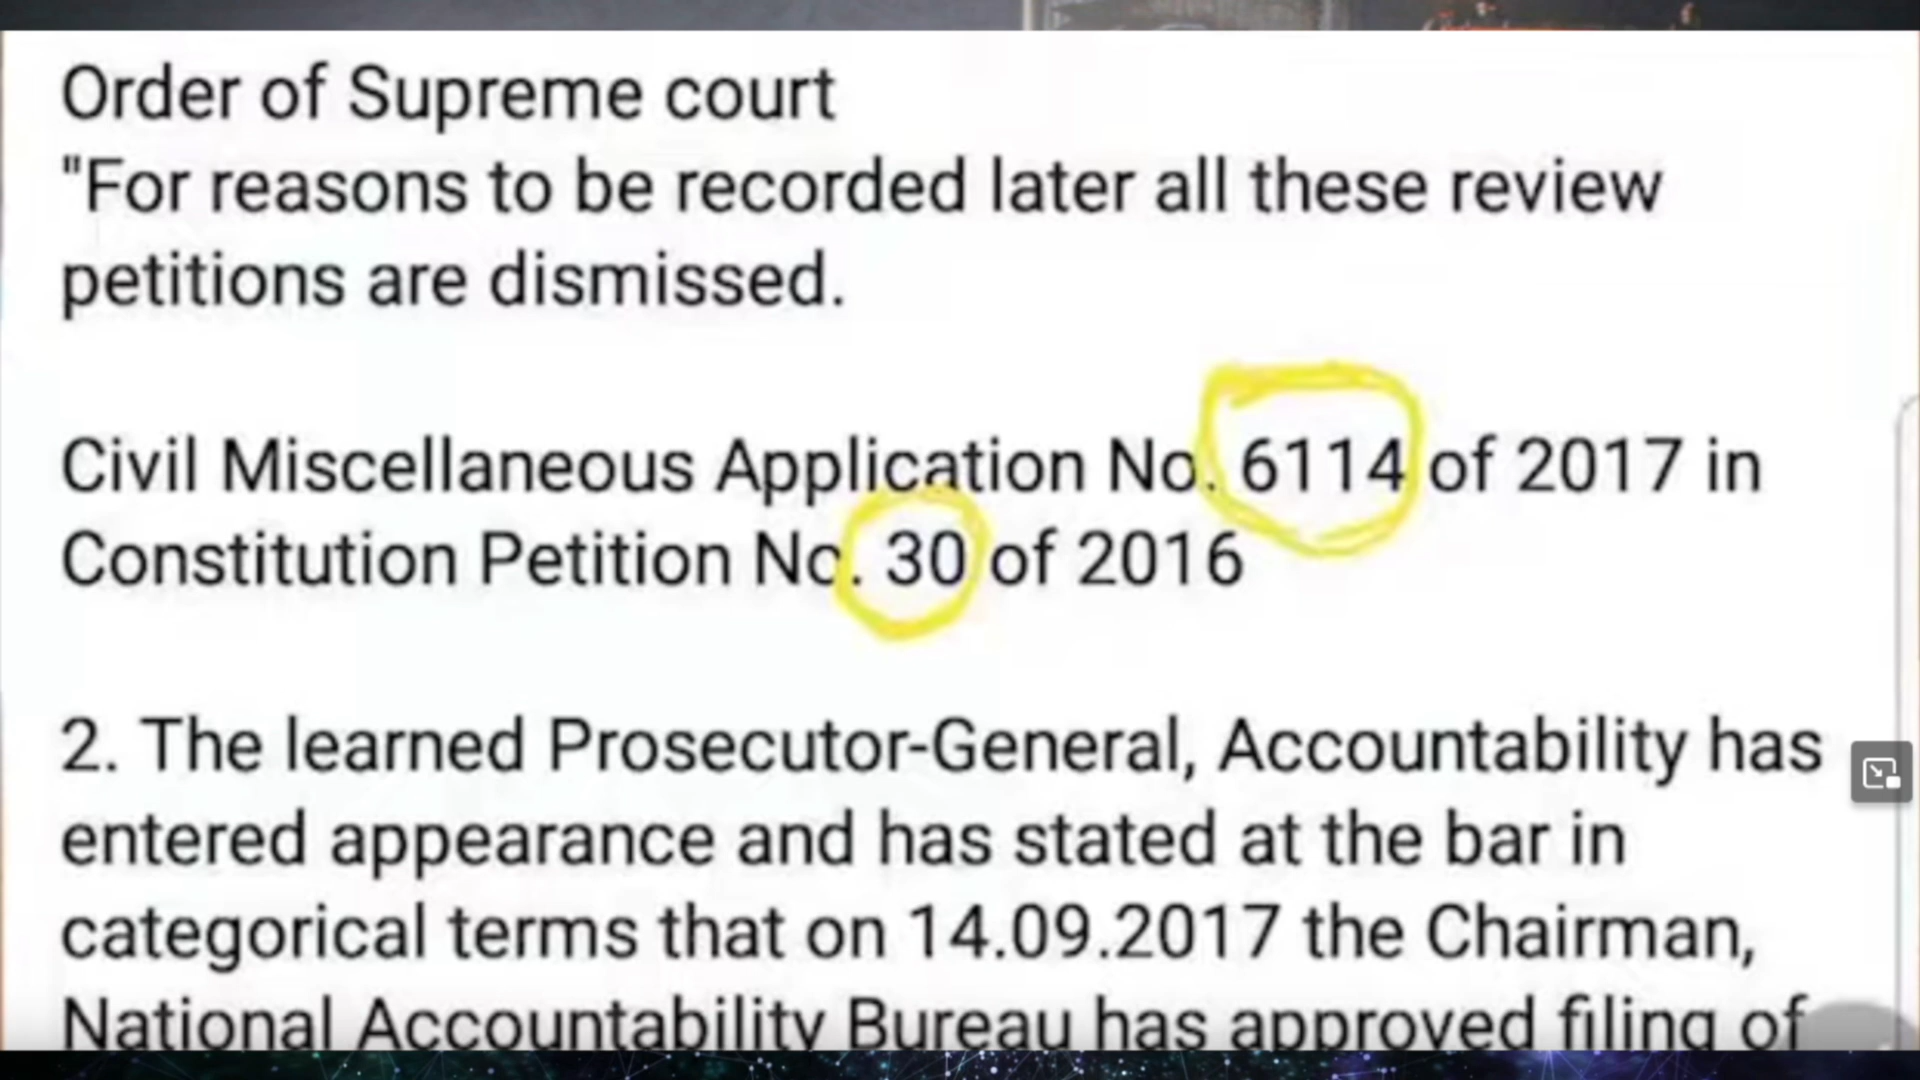 Order of Supreme court
"For reasons to be recorded later all these review
petitions are dismissed.
Civil Miscellaneous Application No. 6114 of 2017 in
Constitution Petition No. 30 of 2016
2. The learned Prosecutor-General, Accountability has
entered appearance and has stated at the bar in
categorical terms that on 14.09.2017 the Chairman,
National Accountability Bureau has approved filing of